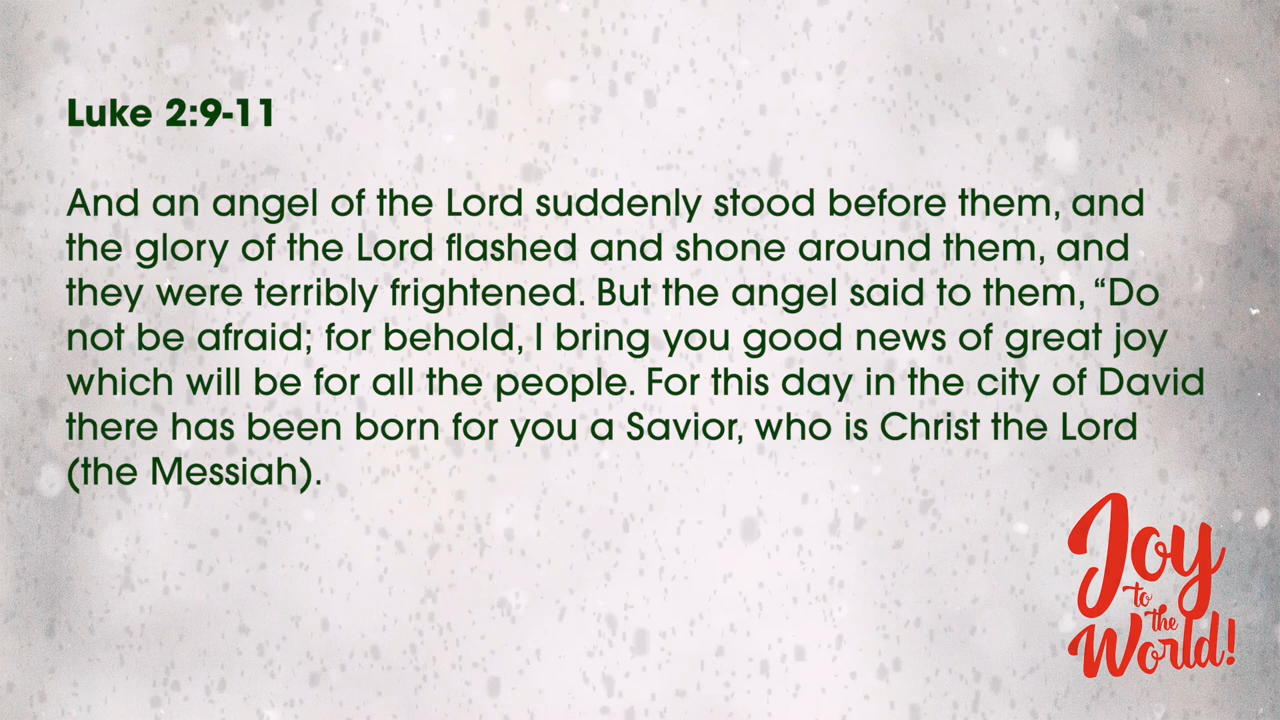 Luke 2:9-11
And an angel of the Lord suddenly stood before them, and
the glory of the Lord flashed and shone around them, and
they were terribly frightened. But the angel said to them, “Do
not be afraid; for behold, I bring you good news of great joy
which will be for all the people. For this day in the city of David
there has been born for you a Savior, who is Christ the Lord
(the Messiah).
Joy
to
the
World!